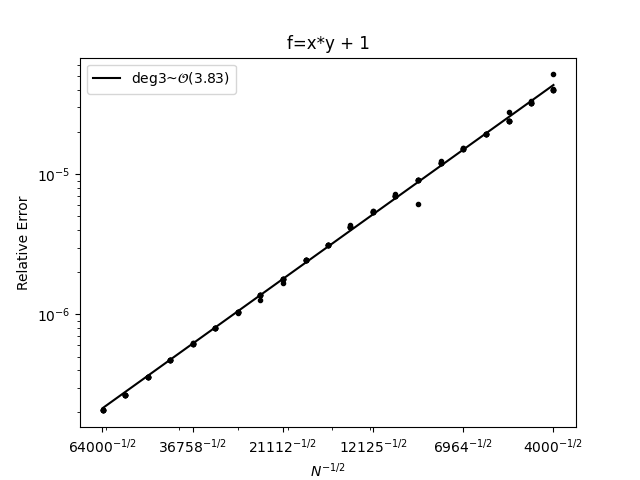 f=x*y + 1
deg3~𝒪(3.83)
Relative Error
10⁻⁵
10⁻⁶
64000⁻¹/² 36758⁻¹/² 21112⁻¹/² 12125⁻¹/² 6964⁻¹/² 4000⁻¹/²
N⁻¹/²